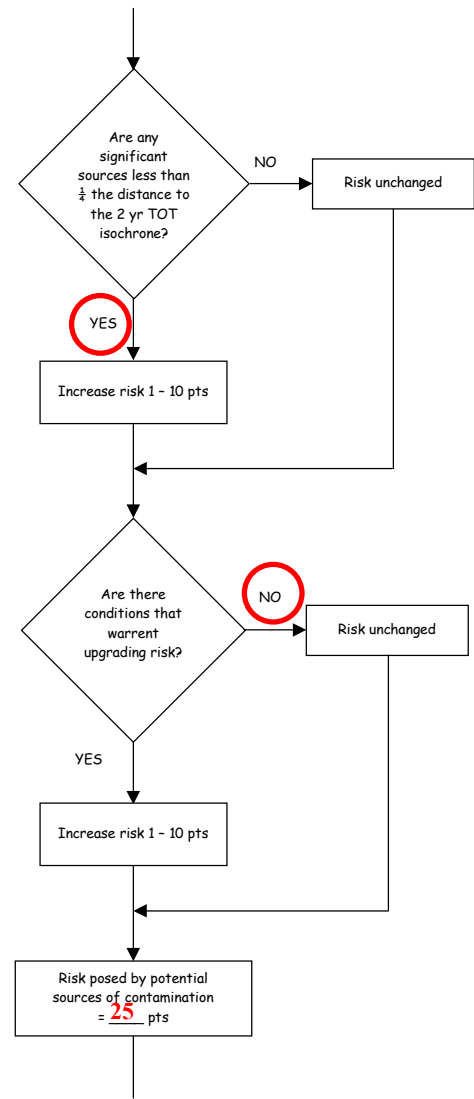 Are any
significant
sources less than
¼ the distance to
the 2 yr TOT
isochrone?
NO
Risk unchanged
YES
Increase risk 1 – 10 pts
Are there
conditions that
warrent
upgrading risk?
NO
Risk unchanged
YES
Increase risk 1 – 10 pts
Risk posed by potential
sources of contamination
= 25 pts